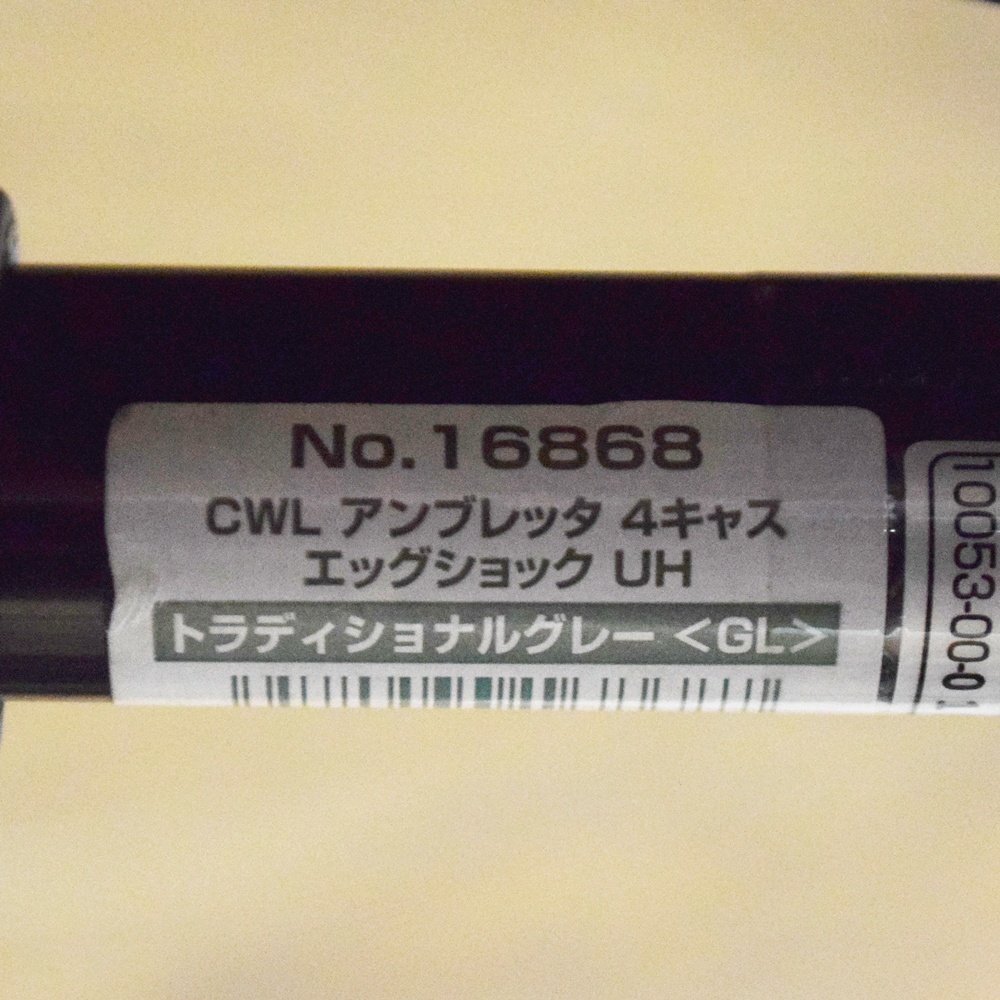 No.16868
CWL アンブレッタ 4キャス
エッグショック UH
トラディショナルグレー <GL>
10053-00-0